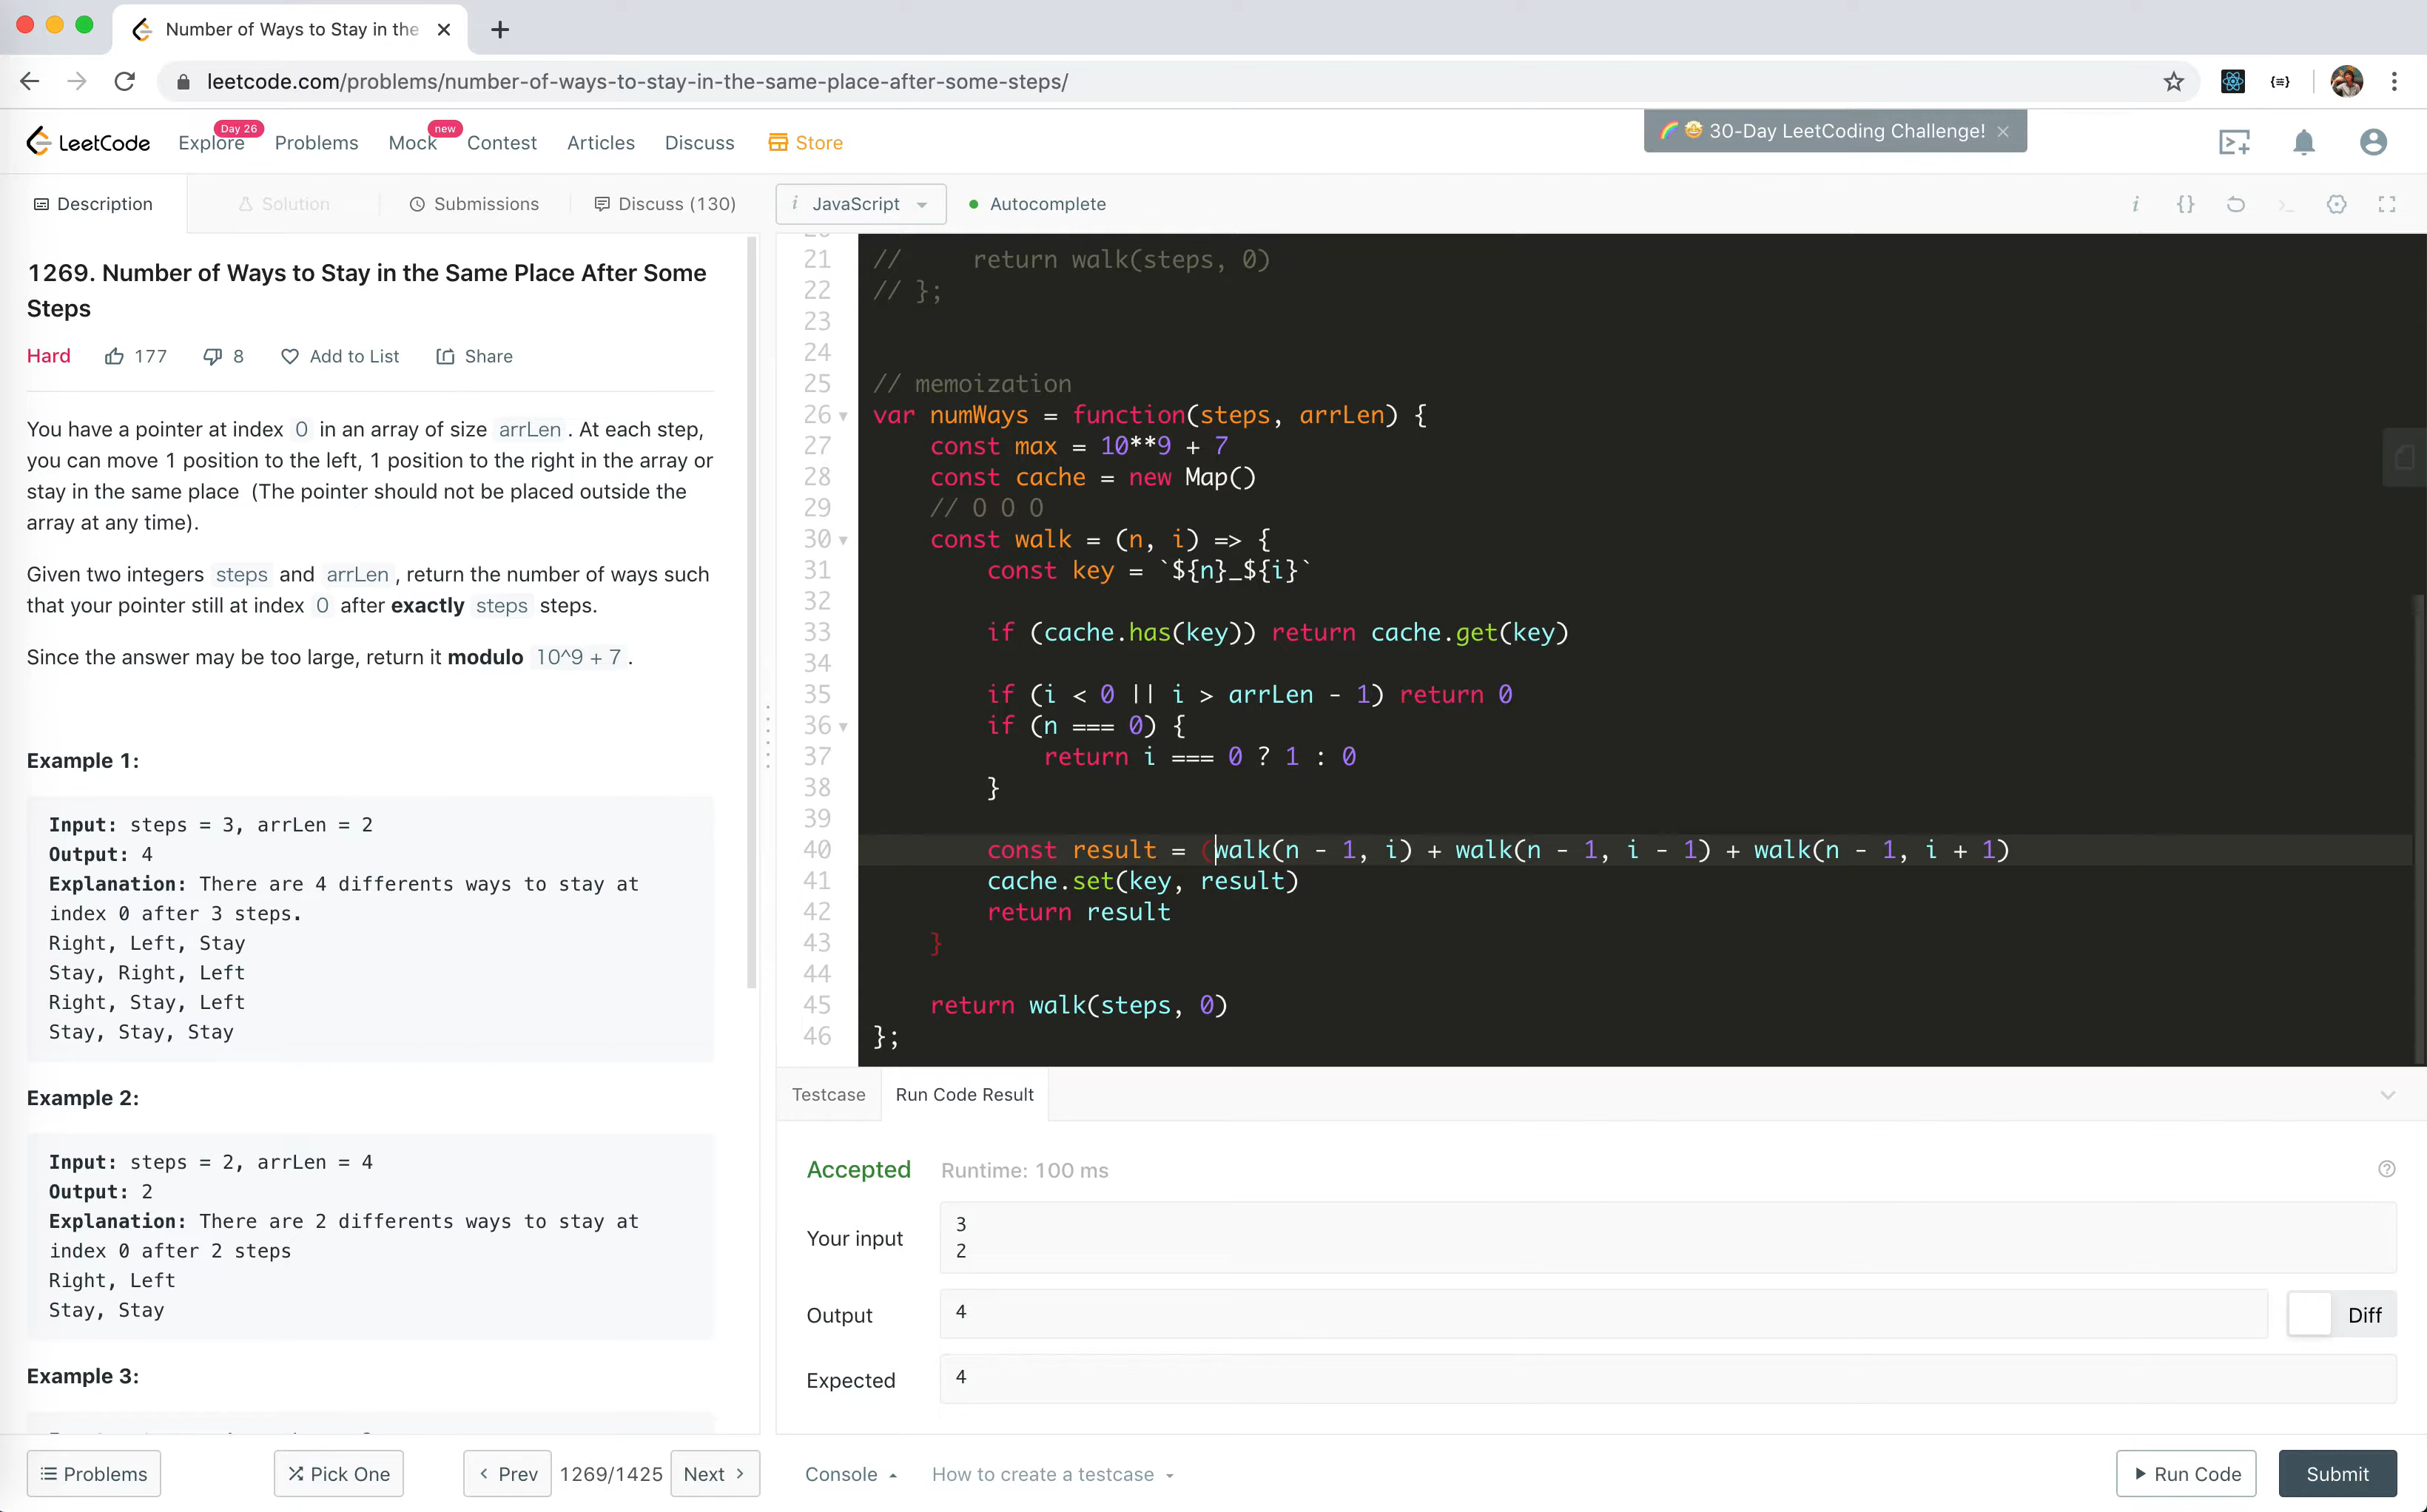 Number of Ways to Stay in the
leetcode.com/problems/number-of-ways-to-stay-in-the-same-place-after-some-steps/
LeetCode
Explore
Day 26
Problems
Mock
new
Contest
Articles
Discuss
Store
30-Day LeetCoding Challenge!
Description
Solution
Submissions
Discuss (130)
i JavaScript
Autocomplete
1269. Number of Ways to Stay in the Same Place After Some
Steps
Hard
177
8
Add to List
Share
You have a pointer at index 0 in an array of size arrLen. At each step,
you can move 1 position to the left, 1 position to the right in the array or
stay in the same place (The pointer should not be placed outside the
array at any time).
Given two integers steps and arrLen, return the number of ways such
that your pointer still at index 0 after exactly steps steps.
Since the answer may be too large, return it modulo 10^9 + 7.
Example 1:
Input: steps = 3, arrLen = 2
Output: 4
Explanation: There are 4 differents ways to stay at
index 0 after 3 steps.
Right, Left, Stay
Stay, Right, Left
Right, Stay, Left
Stay, Stay, Stay
Example 2:
Input: steps = 2, arrLen = 4
Output: 2
Explanation: There are 2 differents ways to stay at
index 0 after 2 steps
Right, Left
Stay, Stay
Example 3:
21 //     return walk(steps, 0)
22 // };
23
24
25 // memoization
26 var numWays = function(steps, arrLen) {
27     const max = 10**9 + 7
28     const cache = new Map()
29     // O O O
30     const walk = (n, i) => {
31         const key = `${n}_${i}`
32
33         if (cache.has(key)) return cache.get(key)
34
35         if (i < 0 || i > arrLen - 1) return 0
36         if (n === 0) {
37             return i === 0 ? 1 : 0
38         }
39
40         const result = (walk(n - 1, i) + walk(n - 1, i - 1) + walk(n - 1, i + 1)
41         cache.set(key, result)
42         return result
43     }
44
45     return walk(steps, 0)
46 };
Testcase
Run Code Result
Accepted
Runtime: 100 ms
Your input
3
2
Output
4
Diff
Expected
4
Problems
Pick One
Prev
1269/1425
Next
Console
How to create a testcase
Run Code
Submit